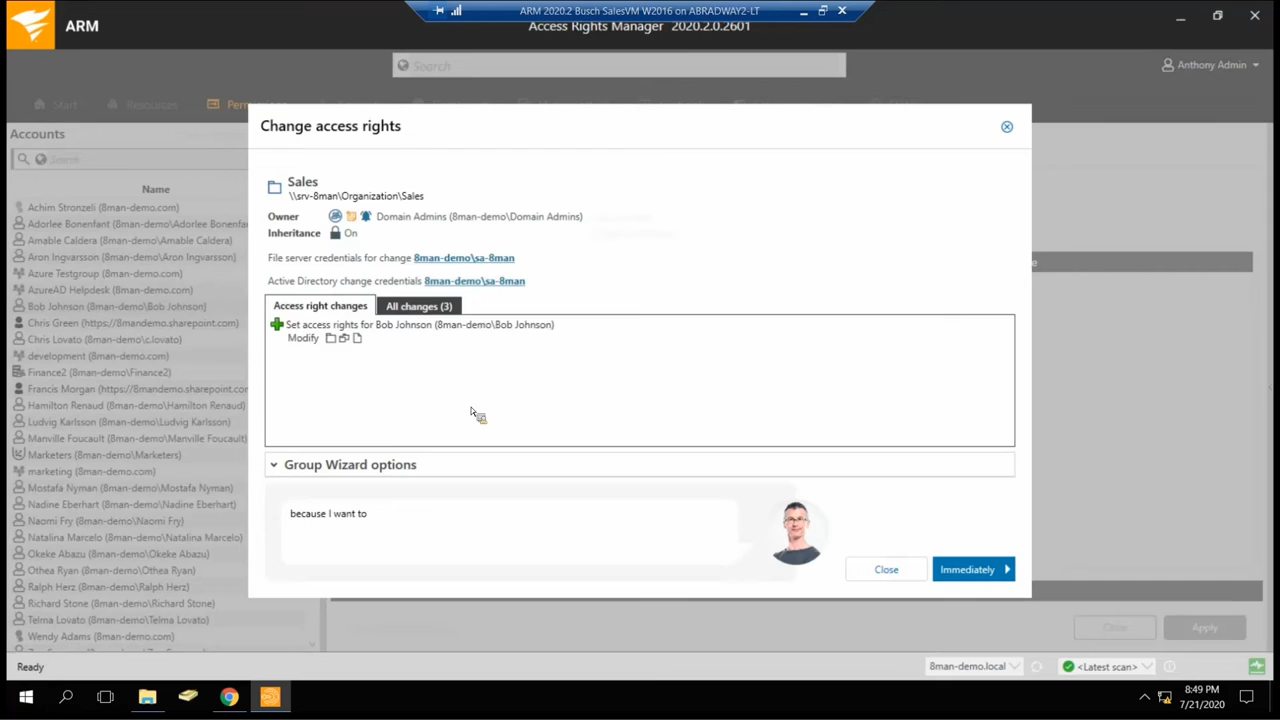 ARM 2020.2 Busch SalesVM W2016 on ABRADWAY2-LT
ARM
Access Rights Manager 2020.2.0.2601
Search
Anthony Admin
Start
Resources
Accounts
Search
Name
Achim Stronzeli (8man-demo.com)
Adorlee Bonenfant (8man-demo\Adorlee Bonenfa
Amable Caldera (8man-demo\Amable Caldera)
Aron Ingvarsson (8man-demo\Aron Ingvarsson)
Azure Testgroup (8man-demo.com)
AzureAD Helpdesk (8man-demo.com)
Bob Johnson (8man-demo\Bob Johnson)
Chris Green (https://8mandemo.sharepoint.com)
Chris Lovato (8man-demo\c.lovato)
development (8man-demo.com)
Finance2 (8man-demo\Finance2)
Francis Morgan (https://8mandemo.sharepoint.com
Hamilton Renaud (8man-demo\Hamilton Renaud)
Ludvig Karlsson (8man-demo\Ludvig Karlsson)
Manville Foucault (8man-demo\Manville Foucault)
Marketers (8man-demo\Marketers)
marketing (8man-demo.com)
Mostafa Nyman (8man-demo\Mostafa Nyman)
Nadine Eberhart (8man-demo\Nadine Eberhart)
Naomi Fry (8man-demo\Naomi Fry)
Natalina Marcelo (8man-demo\Natalina Marcelo)
Okeke Abazu (8man-demo\Okeke Abazu)
Othea Ryan (8man-demo\Othea Ryan)
Ralph Herz (8man-demo\Ralph Herz)
Richard Stone (8man-demo\Richard Stone)
Telma Lovato (8man-demo\Telma Lovato)
Wendy Adams (8man-demo.com)
Change access rights
Sales
\\srv-8man\Organization\Sales
Owner Domain Admins (8man-demo\Domain Admins)
Inheritance On
File server credentials for change 8man-demo\sa-8man
Active Directory change credentials 8man-demo\sa-8man
Access right changes All changes (3)
Set access rights for Bob Johnson (8man-demo\Bob Johnson)
Modify
Group Wizard options
because I want to
Close Immediately
Close Apply
Ready
8man-demo.local <Latest scan>
8:49 PM
7/21/2020